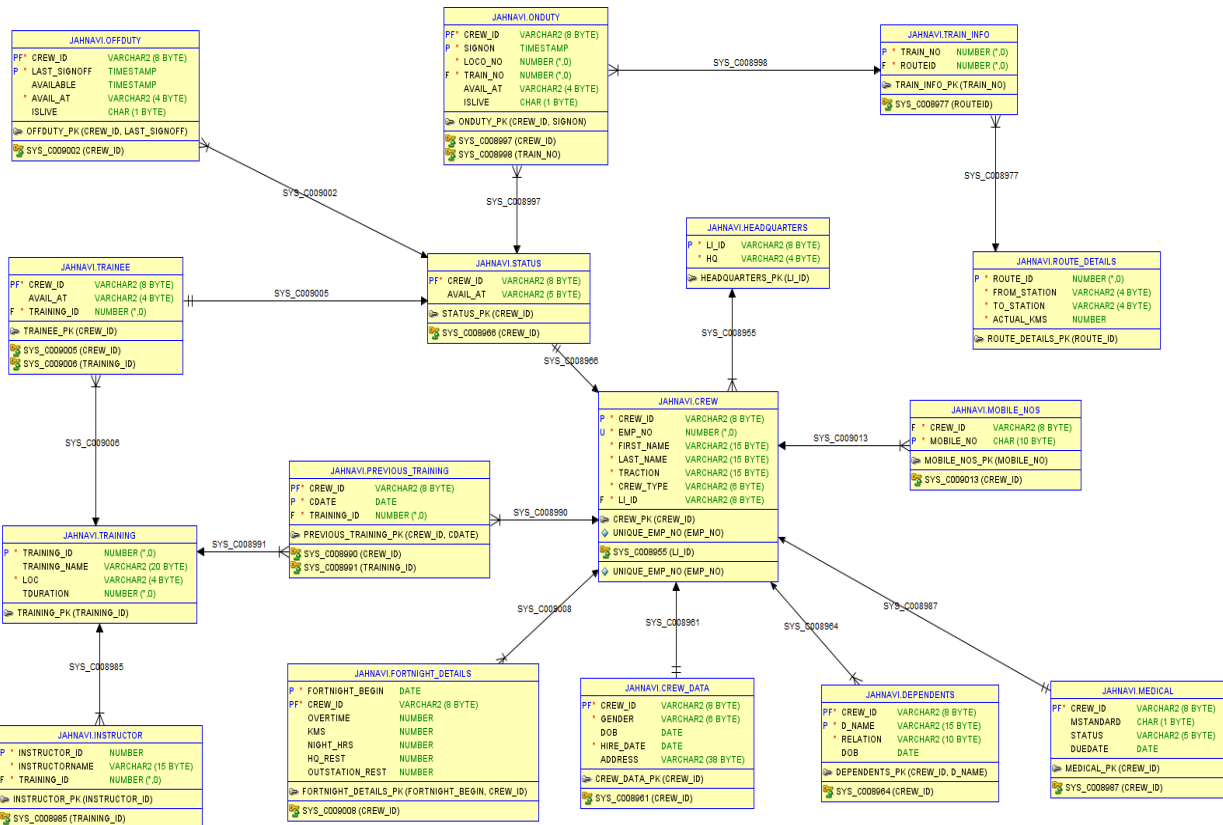 JAHNAVI.OFFDUTY
PF* CREW_ID VARCHAR2 (8 BYTE)
P * LAST_SIGNOFF TIMESTAMP
AVAILABLE TIMESTAMP
* AVAIL_AT VARCHAR2 (4 BYTE)
ISLIVE CHAR (1 BYTE)
OFFDUTY_PK (CREW_ID, LAST_SIGNOFF)
SYS_C009002 (CREW_ID)
JAHNAVI.ONDUTY
PF* CREW_ID VARCHAR2 (8 BYTE)
P * SIGNON TIMESTAMP
* LOCO_NO NUMBER (*,0)
F * TRAIN_NO NUMBER (*,0)
AVAIL_AT VARCHAR2 (4 BYTE)
ISLIVE CHAR (1 BYTE)
ONDUTY_PK (CREW_ID, SIGNON)
SYS_C008997 (CREW_ID)
SYS_C008998 (TRAIN_NO)
SYS_C008998
JAHNAVI.TRAIN_INFO
P * TRAIN_NO NUMBER (*,0)
F * ROUTEID NUMBER (*,0)
TRAIN_INFO_PK (TRAIN_NO)
SYS_C008977 (ROUTEID)
SYS_C009002
SYS_C008997
SYS_C008977
JAHNAVI.HEADQUARTERS
P * LI_ID VARCHAR2 (8 BYTE)
* HQ VARCHAR2 (4 BYTE)
HEADQUARTERS_PK (LI_ID)
JAHNAVI.TRAINEE
PF* CREW_ID VARCHAR2 (8 BYTE)
AVAIL_AT VARCHAR2 (4 BYTE)
F * TRAINING_ID NUMBER (*,0)
TRAINEE_PK (CREW_ID)
SYS_C009005 (CREW_ID)
SYS_C009006 (TRAINING_ID)
SYS_C009005
JAHNAVI.STATUS
PF* CREW_ID VARCHAR2 (8 BYTE)
AVAIL_AT VARCHAR2 (5 BYTE)
STATUS_PK (CREW_ID)
SYS_C008966 (CREW_ID)
JAHNAVI.ROUTE_DETAILS
P * ROUTE_ID NUMBER (*,0)
* FROM_STATION VARCHAR2 (4 BYTE)
* TO_STATION VARCHAR2 (4 BYTE)
* ACTUAL_KMS NUMBER
ROUTE_DETAILS_PK (ROUTE_ID)
SYS_C008955
SYS_C008966
SYS_C009006
JAHNAVI.CREW
P * CREW_ID VARCHAR2 (8 BYTE)
U * EMP_NO NUMBER (*,0)
* FIRST_NAME VARCHAR2 (15 BYTE)
* LAST_NAME VARCHAR2 (15 BYTE)
* TRACTION VARCHAR2 (15 BYTE)
* CREW_TYPE VARCHAR2 (6 BYTE)
F * LI_ID VARCHAR2 (8 BYTE)
CREW_PK (CREW_ID)
UNIQUE_EMP_NO (EMP_NO)
SYS_C008955 (LI_ID)
UNIQUE_EMP_NO (EMP_NO)
SYS_C009013
JAHNAVI.MOBILE_NOS
F * CREW_ID VARCHAR2 (8 BYTE)
P * MOBILE_NO CHAR (10 BYTE)
MOBILE_NOS_PK (MOBILE_NO)
SYS_C009013 (CREW_ID)
JAHNAVI.PREVIOUS_TRAINING
PF* CREW_ID VARCHAR2 (8 BYTE)
P * CDATE DATE
F * TRAINING_ID NUMBER (*,0)
PREVIOUS_TRAINING_PK (CREW_ID, CDATE)
SYS_C008990 (CREW_ID)
SYS_C008991 (TRAINING_ID)
SYS_C008990
SYS_C008991
JAHNAVI.TRAINING
P * TRAINING_ID NUMBER (*,0)
TRAINING_NAME VARCHAR2 (20 BYTE)
* LOC VARCHAR2 (4 BYTE)
TDURATION NUMBER (*,0)
TRAINING_PK (TRAINING_ID)
SYS_C009008
SYS_C008961
SYS_C008964
SYS_C008987
SYS_C008985
JAHNAVI.FORTNIGHT_DETAILS
P * FORTNIGHT_BEGIN DATE
PF* CREW_ID VARCHAR2 (8 BYTE)
OVERTIME NUMBER
KMS NUMBER
NIGHT_HRS NUMBER
HQ_REST NUMBER
OUTSTATION_REST NUMBER
FORTNIGHT_DETAILS_PK (FORTNIGHT_BEGIN, CREW_ID)
SYS_C009008 (CREW_ID)
JAHNAVI.CREW_DATA
PF* CREW_ID VARCHAR2 (8 BYTE)
* GENDER VARCHAR2 (6 BYTE)
DOB DATE
* HIRE_DATE DATE
ADDRESS VARCHAR2 (38 BYTE)
CREW_DATA_PK (CREW_ID)
SYS_C008961 (CREW_ID)
JAHNAVI.DEPENDENTS
PF* CREW_ID VARCHAR2 (8 BYTE)
P * D_NAME VARCHAR2 (15 BYTE)
* RELATION VARCHAR2 (10 BYTE)
DOB DATE
DEPENDENTS_PK (CREW_ID, D_NAME)
SYS_C008964 (CREW_ID)
JAHNAVI.MEDICAL
PF* CREW_ID VARCHAR2 (8 BYTE)
MSTANDARD CHAR (1 BYTE)
STATUS VARCHAR2 (5 BYTE)
DUEDATE DATE
MEDICAL_PK (CREW_ID)
SYS_C008987 (CREW_ID)
JAHNAVI.INSTRUCTOR
P * INSTRUCTOR_ID NUMBER
* INSTRUCTORNAME VARCHAR2 (15 BYTE)
F * TRAINING_ID NUMBER (*,0)
INSTRUCTOR_PK (INSTRUCTOR_ID)
SYS_C008985 (TRAINING_ID)